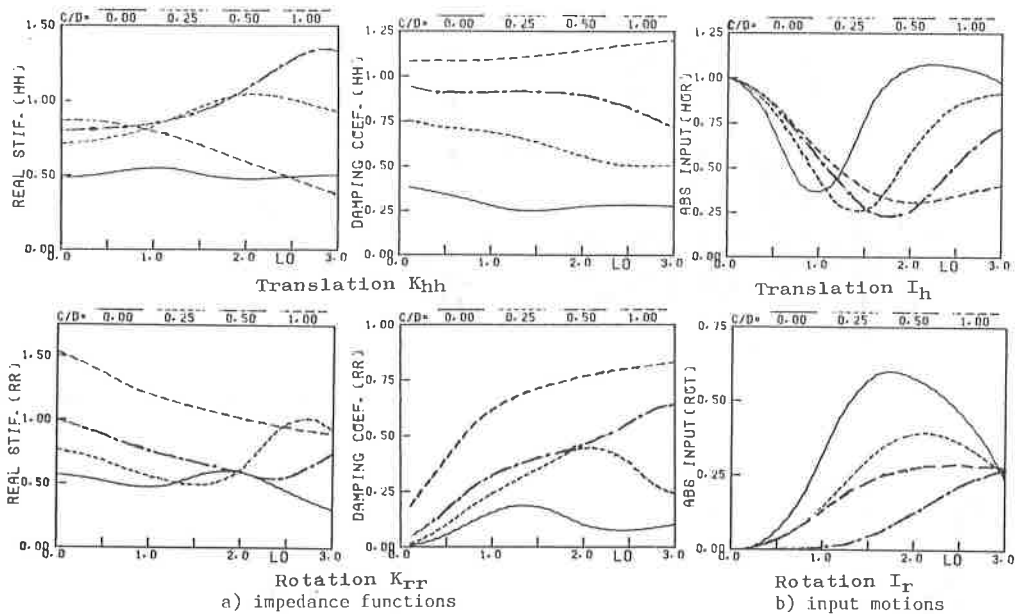 C/D= 0.00 0.25 0.50 1.00
REAL STIF. (HH)
1.50
1.00
0.50
0.00
0.0 1.0 2.0 LO 3.0
C/D= 0.00 0.25 0.50 1.00
DAMPING COEF. (HH)
1.25
1.00
0.75
0.50
0.25
0.00
0.0 1.0 2.0 LO 3.0
Translation Khh
C/D= 0.00 0.25 0.50 1.00
ABS INPUT (HOR)
1.25
1.00
0.75
0.50
0.25
0.00
0.0 1.0 2.0 LO 3.0
Translation Ih
C/D= 0.00 0.25 0.50 1.00
REAL STIF. (RR)
1.50
1.00
0.50
0.00
0.0 1.0 2.0 LO 3.0
C/D= 0.00 0.25 0.50 1.00
DAMPING COEF. (RR)
1.00
0.75
0.50
0.25
0.00
0.0 1.0 2.0 LO 3.0
Rotation Krr
a) impedance functions
C/D= 0.00 0.25 0.50 1.00
ABS INPUT (ROT)
0.75
0.50
0.25
0.00
0.0 1.0 2.0 LO 3.0
Rotation Ir
b) input motions